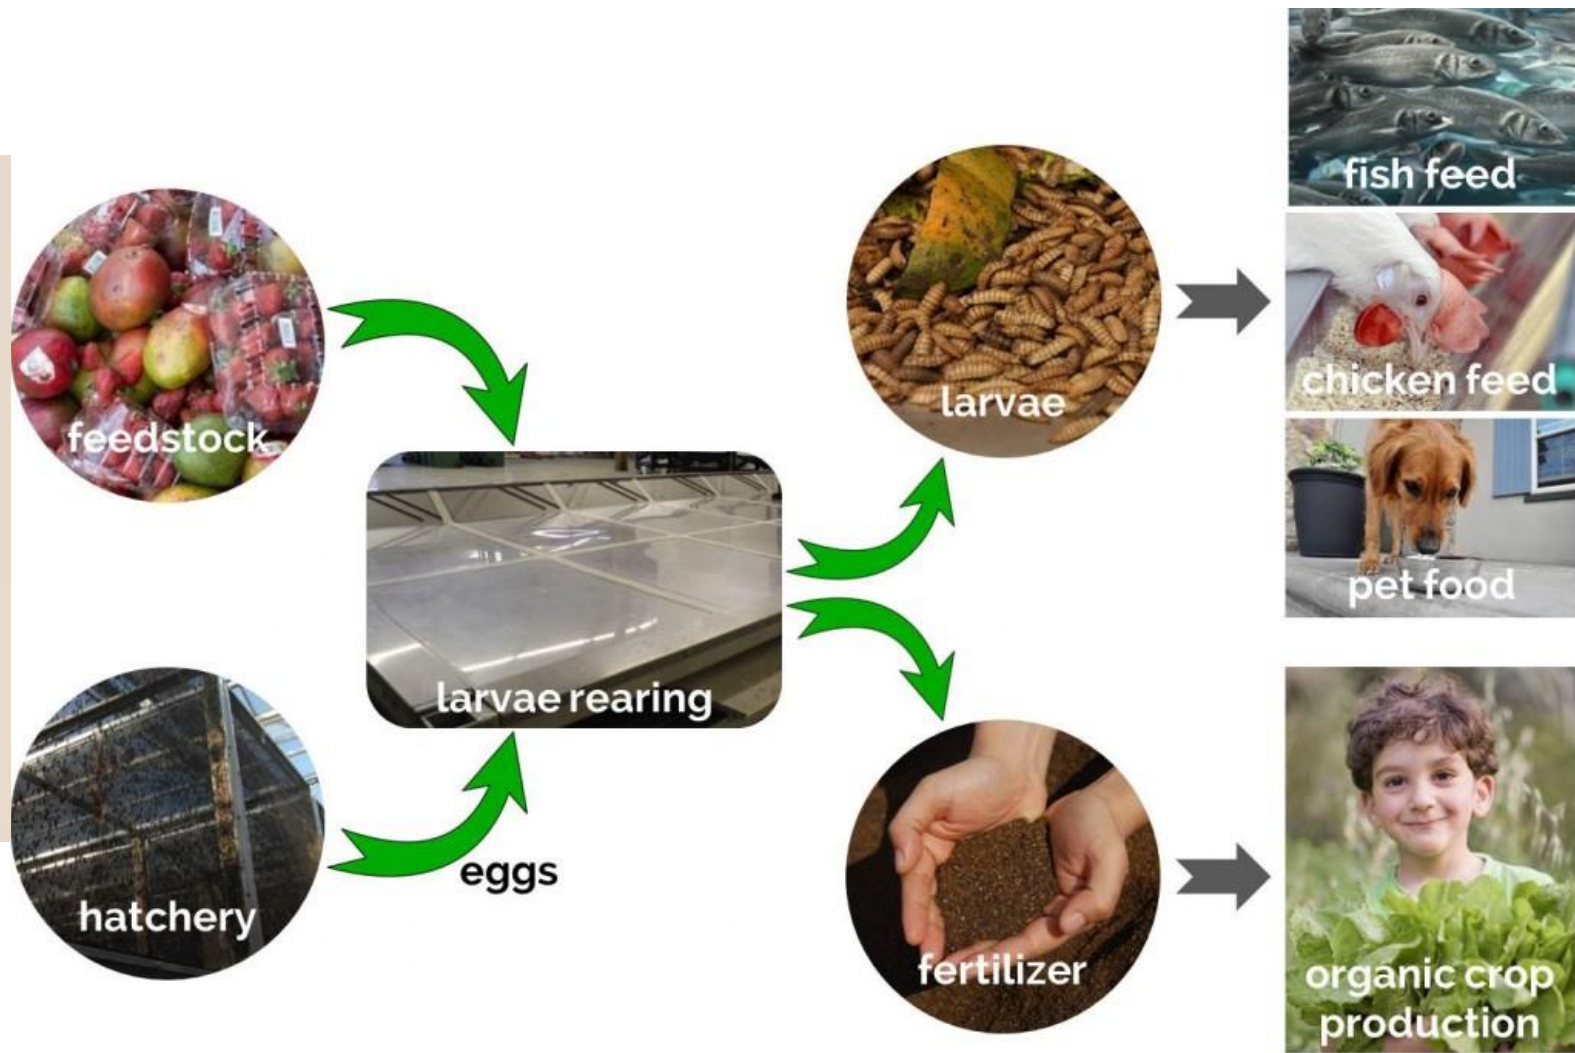 feedstock
hatchery
eggs
larvae rearing
larvae
fertilizer
fish feed
chicken feed
pet food
organic crop
production